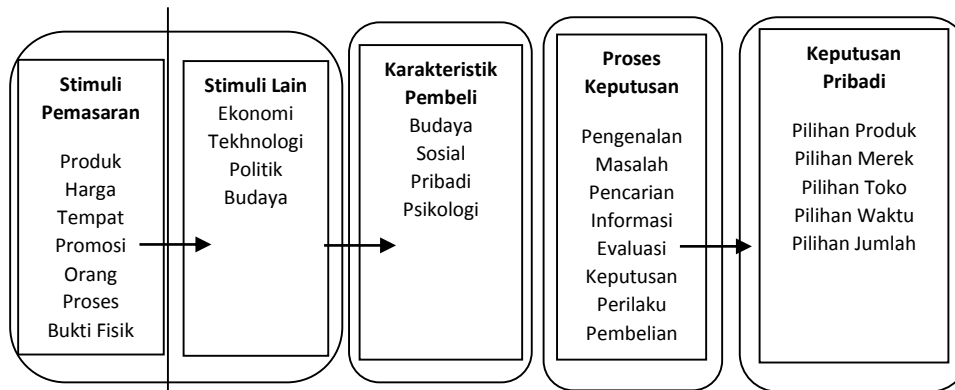 Stimuli
Pemasaran
Produk
Harga
Tempat
Promosi
Orang
Proses
Bukti Fisik
Stimuli Lain
Ekonomi
Tekhnologi
Politik
Budaya
Karakteristik
Pembeli
Budaya
Sosial
Pribadi
Psikologi
Proses
Keputusan
Pengenalan
Masalah
Pencarian
Informasi
Evaluasi
Keputusan
Perilaku
Pembelian
Keputusan
Pribadi
Pilihan Produk
Pilihan Merek
Pilihan Toko
Pilihan Waktu
Pilihan Jumlah